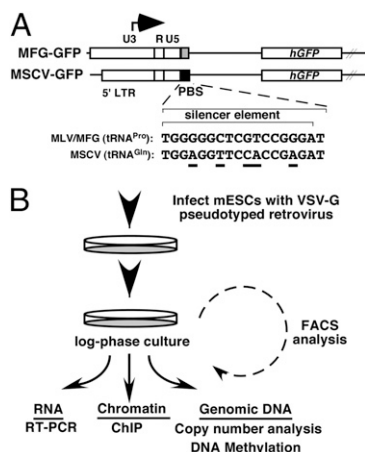 A
U3 R U5
MFG-GFP hGFP
MSCV-GFP hGFP
5' LTR PBS
silencer element
MLV/MFG (tRNAPro): TGGGGGCTCGTCCGGGAT
MSCV (tRNAGln): TGGAGGTTCCACCGAGAT
B
Infect mESCs with VSV-G
pseudotyped retrovirus
log-phase culture
FACS
analysis
RNA Chromatin Genomic DNA
RT-PCR ChIP Copy number analysis
DNA Methylation